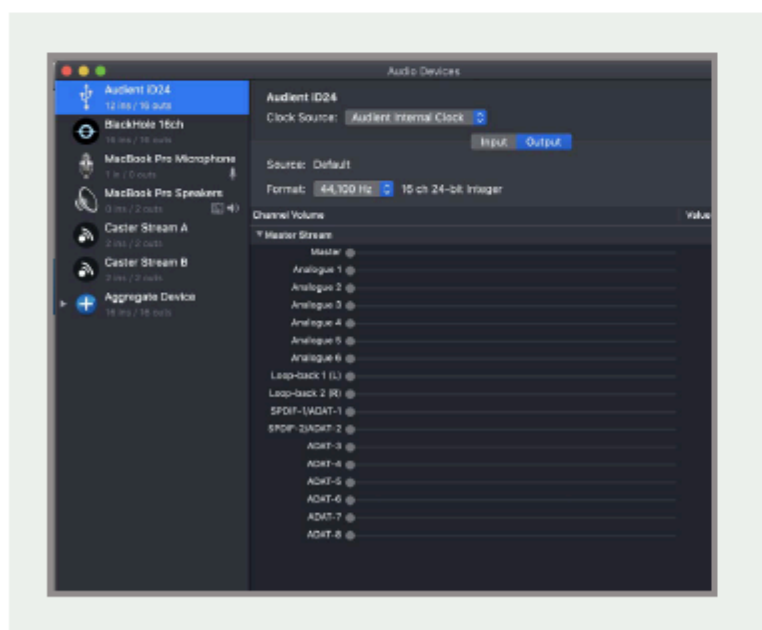 Audio Devices
Audient iD24
12 ins / 16 outs
BlackHole 16ch
16 ins / 16 outs
MacBook Pro Microphone
1 in / 0 outs
MacBook Pro Speakers
0 ins / 2 outs
Caster Stream A
2 ins / 2 outs
Caster Stream B
2 ins / 2 outs
Aggregate Device
16 ins / 16 outs
Audient iD24
Clock Source: Audient Internal Clock
Input Output
Source: Default
Format: 44,100 Hz 16 ch 24-bit Integer
Channel Volume Value
Master Stream
Master
Analogue 1
Analogue 2
Analogue 3
Analogue 4
Analogue 5
Analogue 6
Loop-back 1 (L)
Loop-back 2 (R)
SPDIF-1/ADAT-1
SPDIF-2/ADAT-2
ADAT-3
ADAT-4
ADAT-5
ADAT-6
ADAT-7
ADAT-8